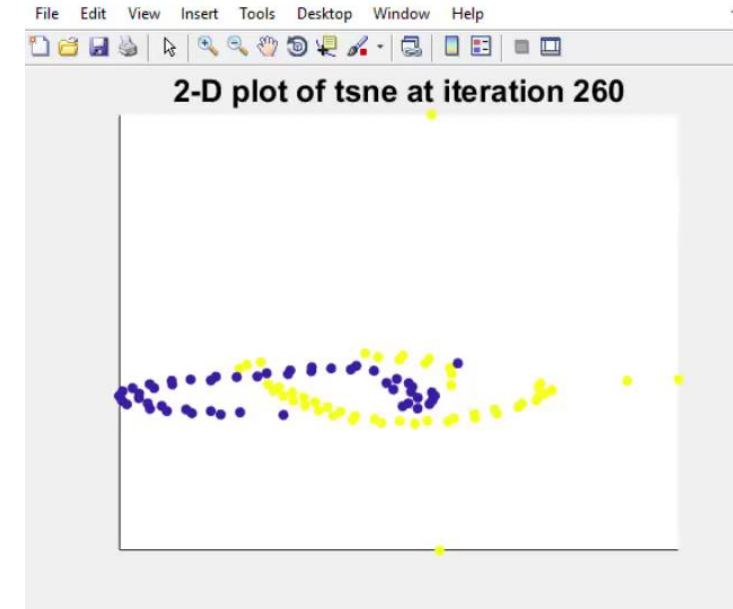 File Edit View Insert Tools Desktop Window Help
2-D plot of tsne at iteration 260